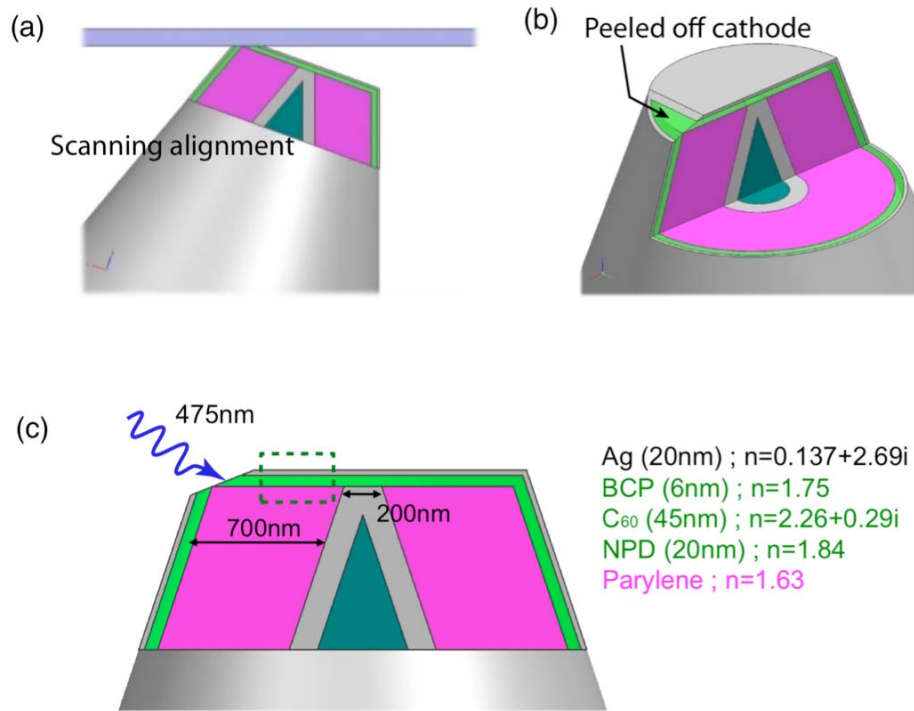 (a)
Scanning alignment
(b)
Peeled off cathode
(c)
475nm
700nm
200nm
Ag (20nm) ; n=0.137+2.69i
BCP (6nm) ; n=1.75
C₆₀ (45nm) ; n=2.26+0.29i
NPD (20nm) ; n=1.84
Parylene ; n=1.63